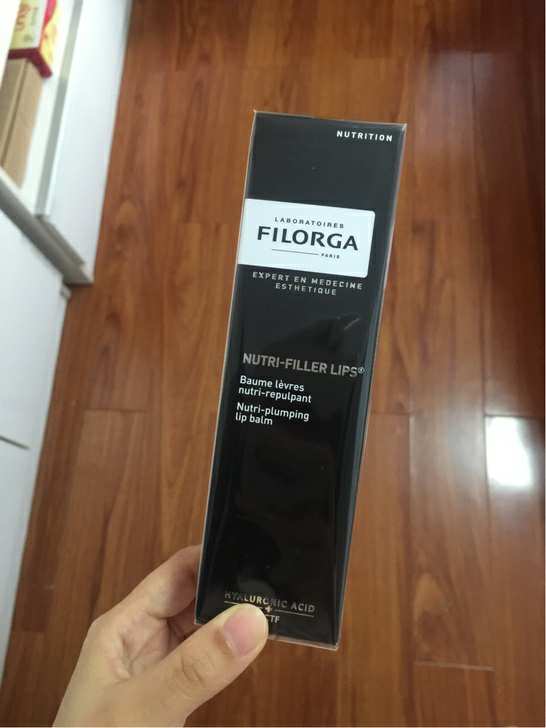 NUTRITION
LABORATOIRES
FILORGA
PARIS
EXPERT EN MEDECINE
ESTHETIQUE
NUTRI-FILLER LIPS®
Baume lèvres
nutri-repulpant
Nutri-plumping
lip balm
HYALURONIC ACID
+